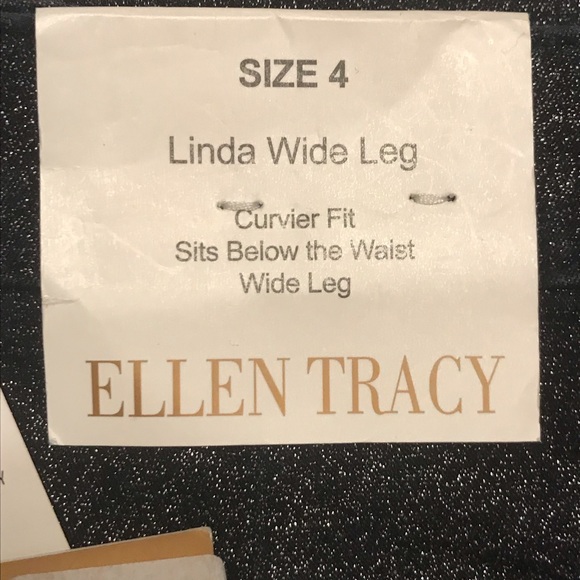 SIZE 4
Linda Wide Leg
Curvier Fit
Sits Below the Waist
Wide Leg
ELLEN TRACY